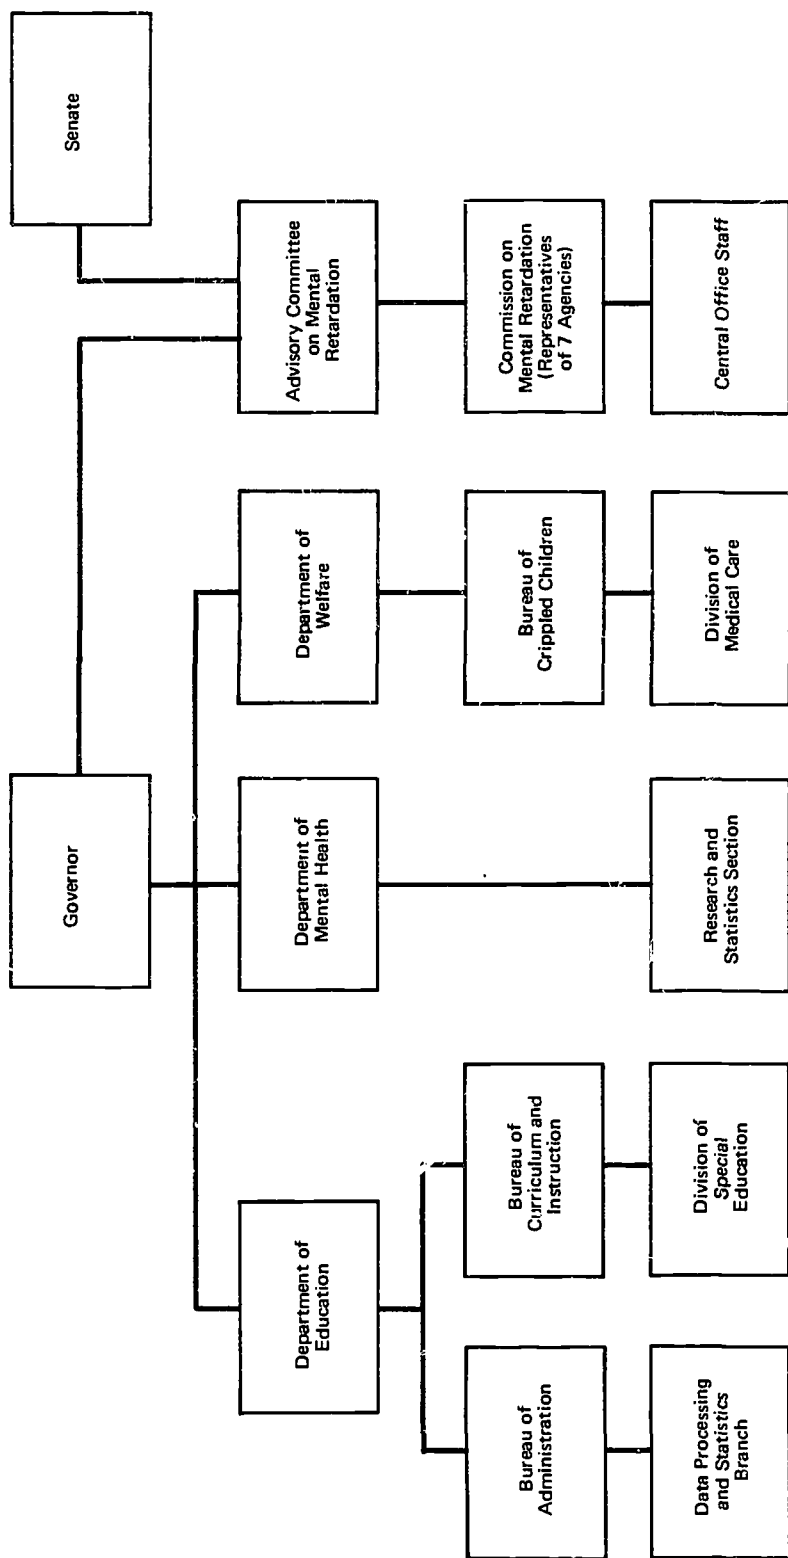 Governor
Senate
Department of
Education
Department of
Mental Health
Department of
Welfare
Advisory Committee
on Mental
Retardation
Bureau of
Administration
Bureau of
Curriculum and
Instruction
Bureau of
Crippled Children
Commission on
Mental Retardation
(Representatives
of 7 Agencies)
Data Processing
and Statistics
Branch
Division of
Special
Education
Research and
Statistics Section
Division of
Medical Care
Central Office Staff